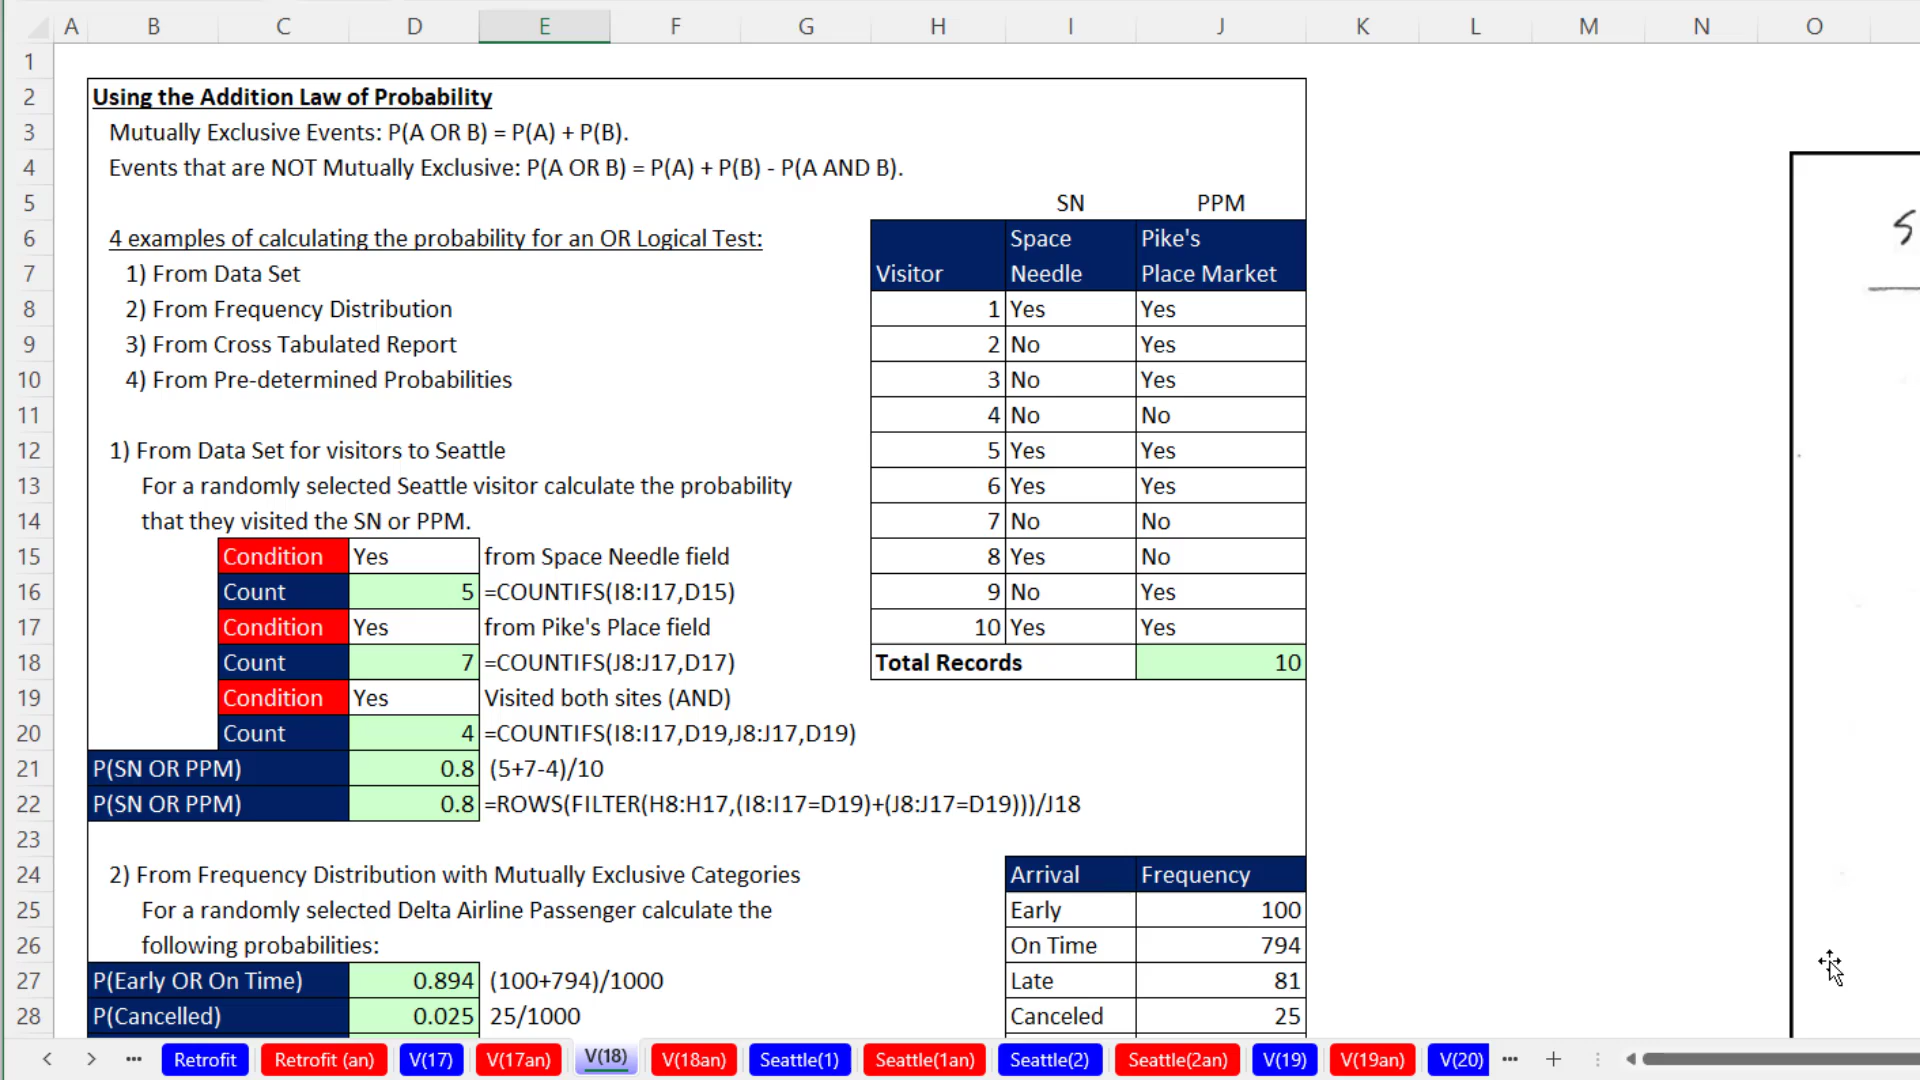 A B C D E F G H I J K L M N O
1
2 Using the Addition Law of Probability
3 Mutually Exclusive Events: P(A OR B) = P(A) + P(B).
4 Events that are NOT Mutually Exclusive: P(A OR B) = P(A) + P(B) - P(A AND B).
5 SN PPM
6 4 examples of calculating the probability for an OR Logical Test: Space Pike's
7 1) From Data Set Visitor Needle Place Market
8 2) From Frequency Distribution 1 Yes Yes
9 3) From Cross Tabulated Report 2 No Yes
10 4) From Pre-determined Probabilities 3 No Yes
11 4 No No
12 1) From Data Set for visitors to Seattle 5 Yes Yes
13 For a randomly selected Seattle visitor calculate the probability 6 Yes Yes
14 that they visited the SN or PPM. 7 No No
15 Condition Yes from Space Needle field 8 Yes No
16 Count 5 =COUNTIFS(I8:I17,D15) 9 No Yes
17 Condition Yes from Pike's Place field 10 Yes Yes
18 Count 7 =COUNTIFS(J8:J17,D17) Total Records 10
19 Condition Yes Visited both sites (AND)
20 Count 4 =COUNTIFS(I8:I17,D19,J8:J17,D19)
21 P(SN OR PPM) 0.8 (5+7-4)/10
22 P(SN OR PPM) 0.8 =ROWS(FILTER(H8:H17,(I8:I17=D19)+(J8:J17=D19)))/J18
23
24 2) From Frequency Distribution with Mutually Exclusive Categories Arrival Frequency
25 For a randomly selected Delta Airline Passenger calculate the Early 100
26 following probabilities: On Time 794
27 P(Early OR On Time) 0.894 (100+794)/1000 Late 81
28 P(Cancelled) 0.025 25/1000 Canceled 25
Retrofit Retrofit (an) V(17) V(17an) V(18) V(18an) Seattle(1) Seattle(1an) Seattle(2) Seattle(2an) V(19) V(19an) V(20)